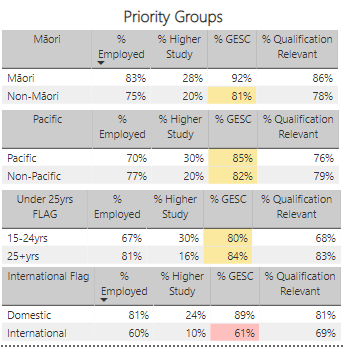 Priority Groups
Māori % Employed % Higher Study % GESC % Qualification Relevant
Māori 83% 28% 92% 86%
Non-Māori 75% 20% 81% 78%
Pacific % Employed % Higher Study % GESC % Qualification Relevant
Pacific 70% 30% 85% 76%
Non-Pacific 77% 20% 82% 79%
Under 25yrs FLAG % Employed % Higher Study % GESC % Qualification Relevant
15-24yrs 67% 30% 80% 68%
25+yrs 81% 16% 84% 83%
International Flag % Employed % Higher Study % GESC % Qualification Relevant
Domestic 81% 24% 89% 81%
International 60% 10% 61% 69%